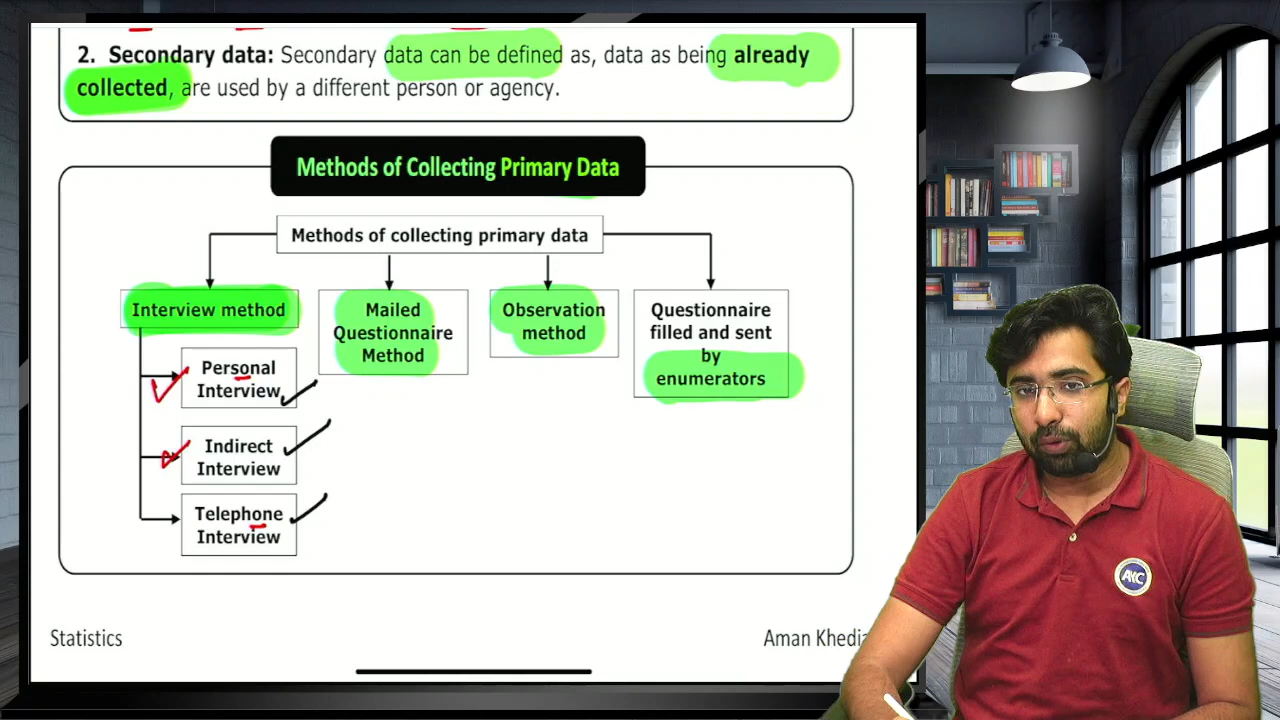 2. Secondary data: Secondary data can be defined as, data as being already
collected, are used by a different person or agency.
Methods of Collecting Primary Data
Methods of collecting primary data
Interview method
Mailed
Questionnaire
Method
Observation
method
Questionnaire
filled and sent
by
enumerators
Personal
Interview
Indirect
Interview
Telephone
Interview
Statistics
Aman Khedia
AKC